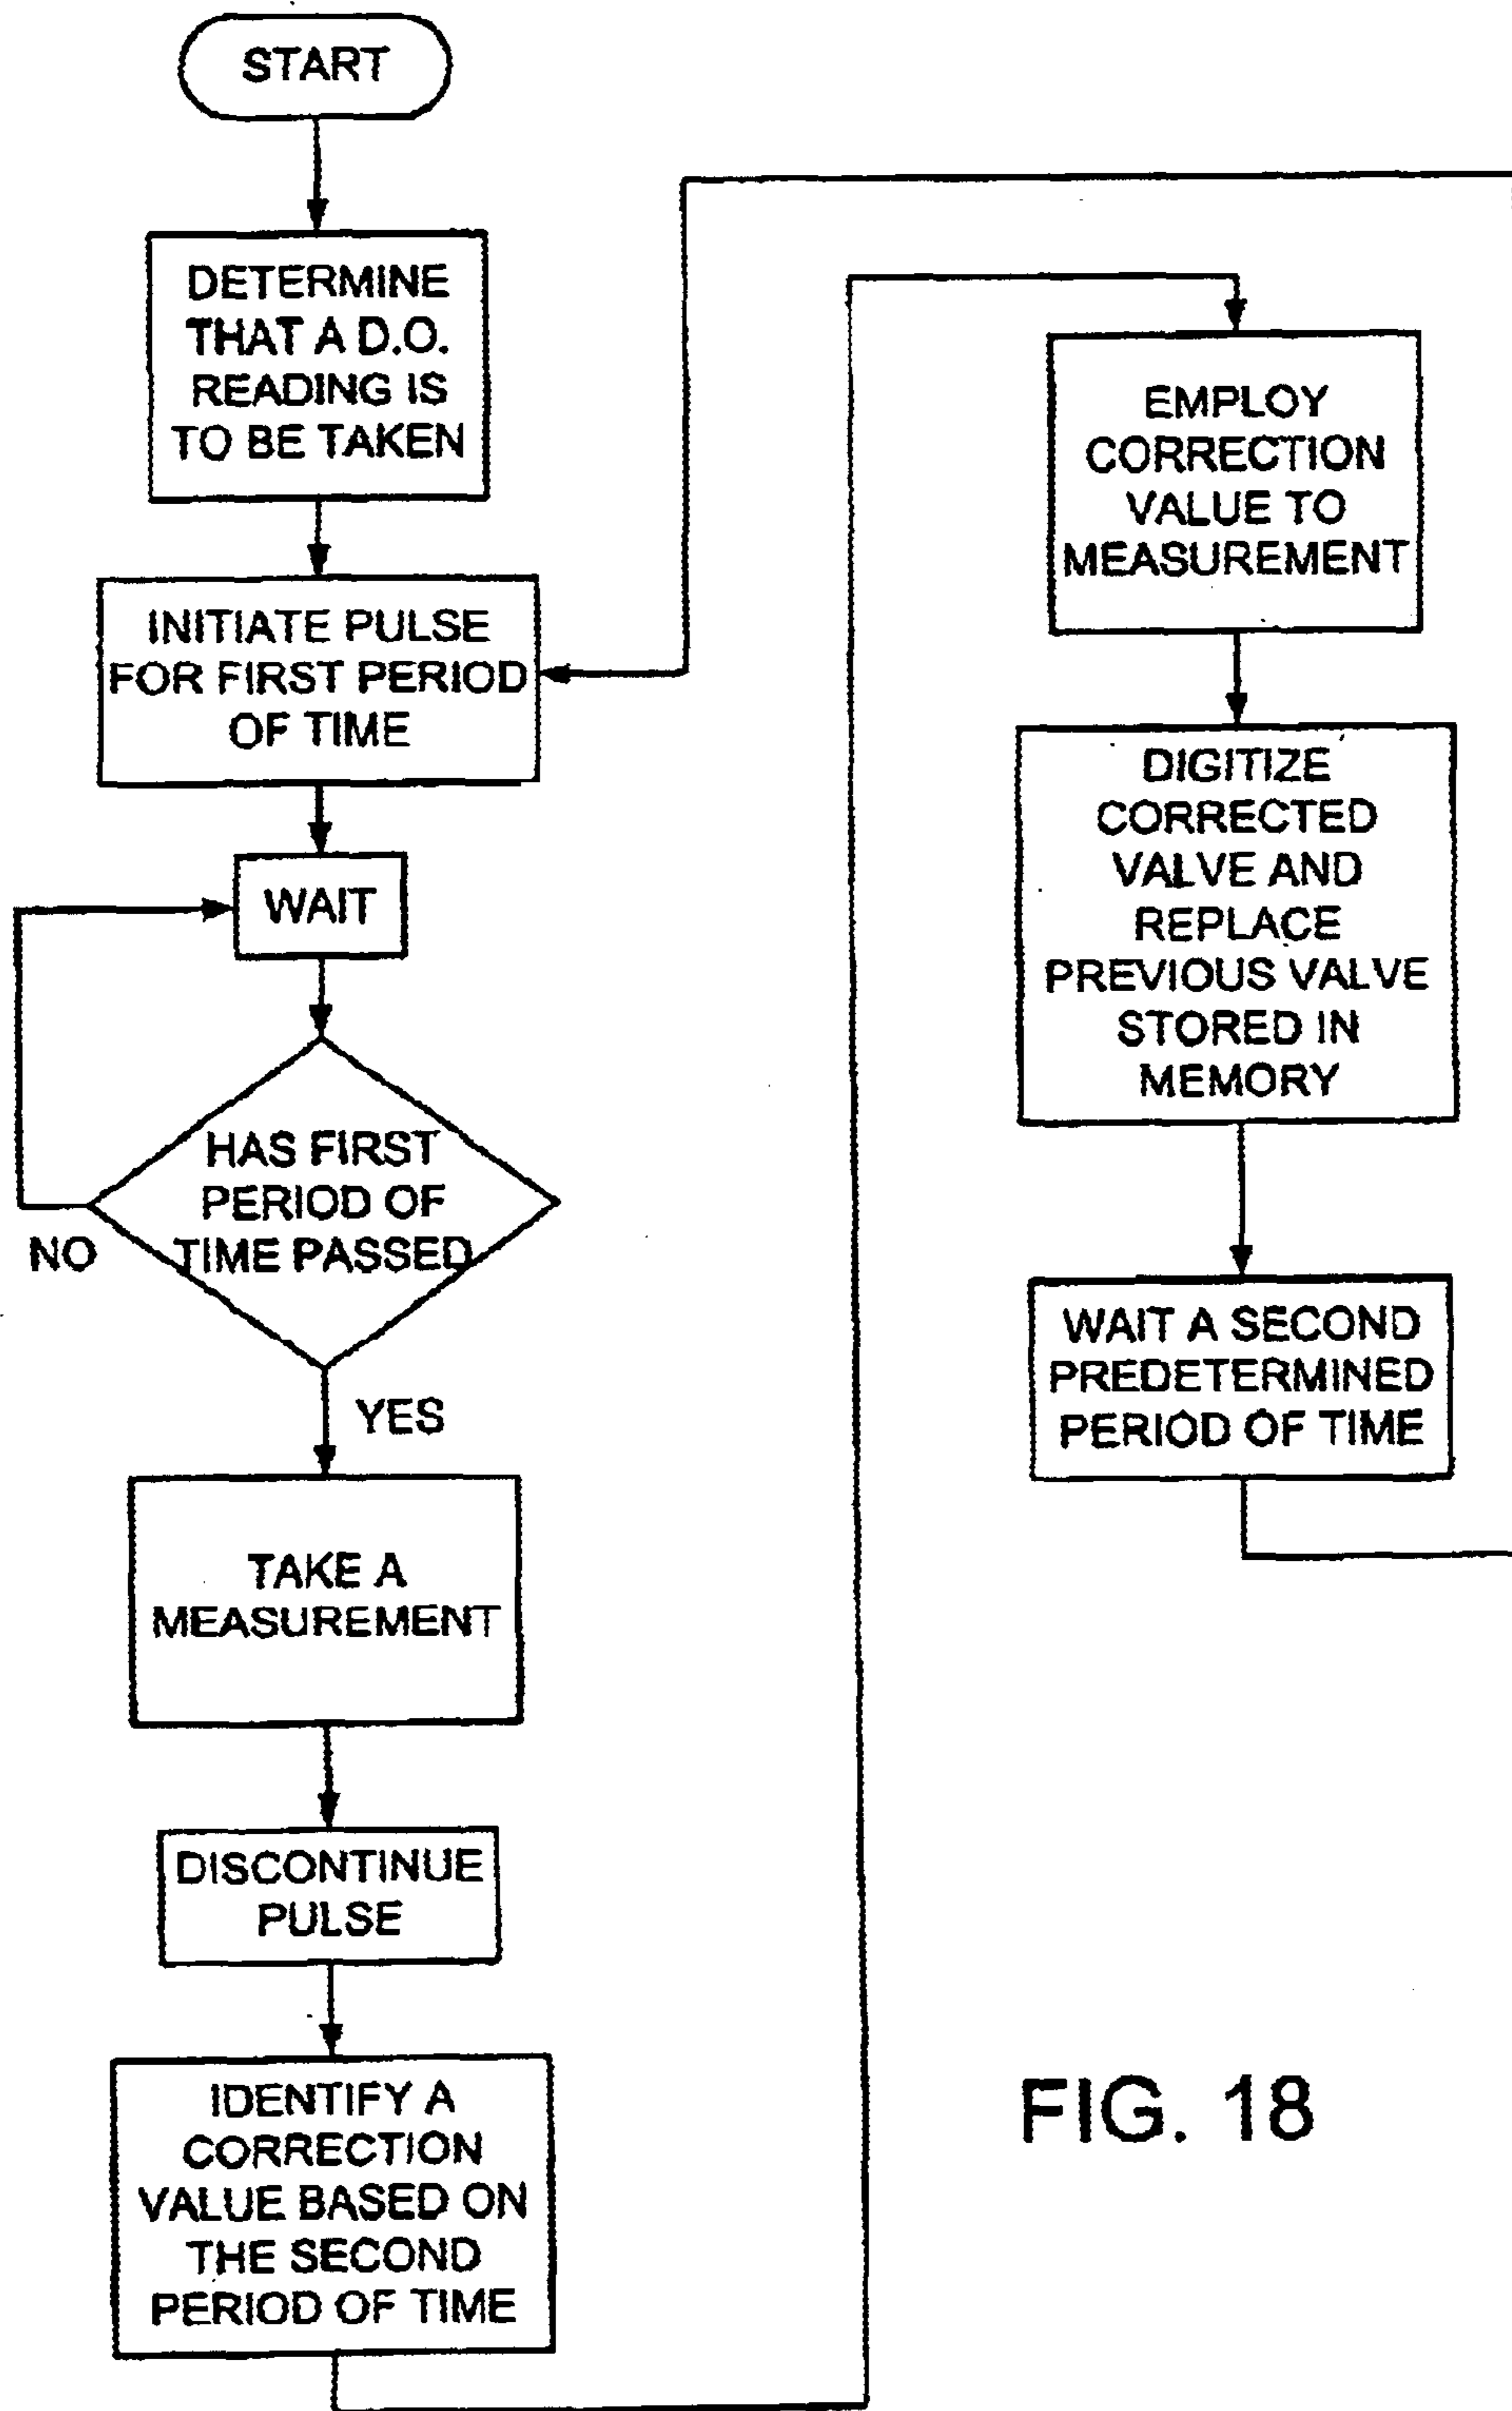 START
DETERMINE
THAT A D.O.
READING IS
TO BE TAKEN
INITIATE PULSE
FOR FIRST PERIOD
OF TIME
WAIT
HAS FIRST
PERIOD OF
TIME PASSED
NO
YES
TAKE A
MEASUREMENT
DISCONTINUE
PULSE
IDENTIFY A
CORRECTION
VALUE BASED ON
THE SECOND
PERIOD OF TIME
EMPLOY
CORRECTION
VALUE TO
MEASUREMENT
DIGITIZE
CORRECTED
VALVE AND
REPLACE
PREVIOUS VALVE
STORED IN
MEMORY
WAIT A SECOND
PREDETERMINED
PERIOD OF TIME
FIG. 18